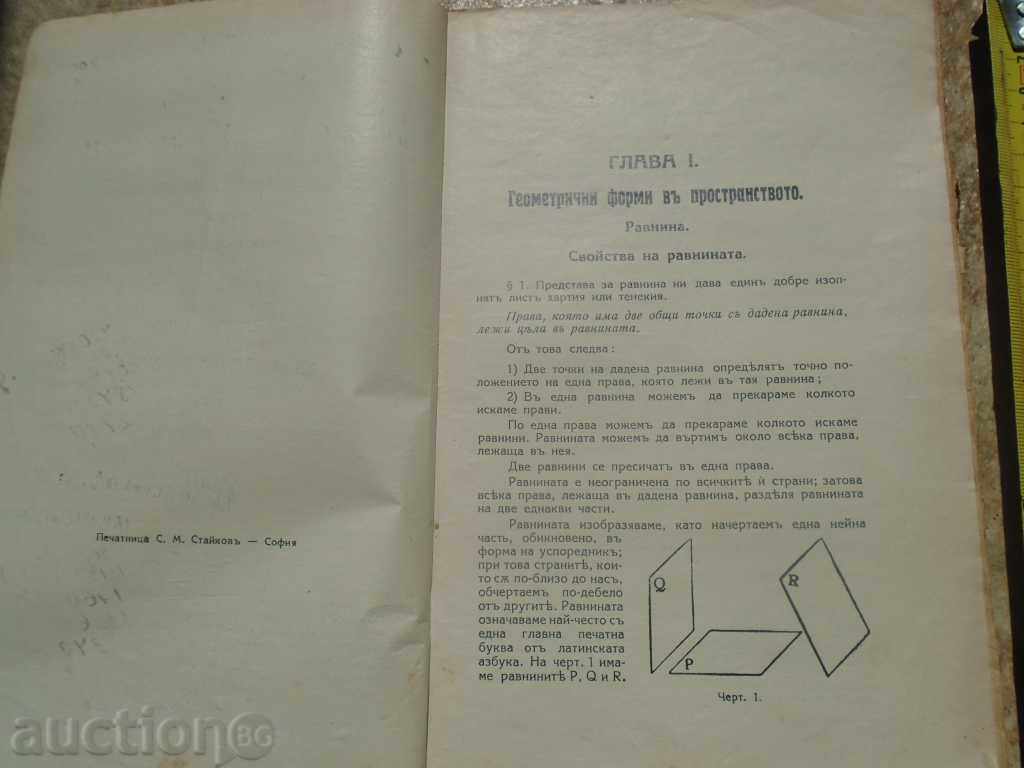 Печатница С. М. Стайковъ — София
ГЛАВА I.
Геометрични форми въ пространството.
Равнина.
Свойства на равнината.
§ 1. Представа за равнина ни дава единъ добре изоп-
натъ листъ хартия или тенекия.
Права, която има две общи точки съ дадена равнина,
лежи цѣла въ равнината.
Отъ това следва:
1) Две точки на дадена равнина опредѣлятъ точно по-
ложението на една права, която лежи въ тая равнина;
2) Въ една равнина можемъ да прекараме колкото
искаме прави.
По една права можемъ да прекараме колкото искаме
равнини. Равнината можемъ да въртимъ около всѣка права,
лежаща въ нея.
Две равнини се пресичатъ въ една права.
Равнината е неограничена по всичкитѣ ѝ страни; затова
всѣка права, лежаща въ дадена равнина, раздѣля равнината
на две еднакви части.
Равнината изобразяваме, като начертаемъ една нейна
часть, обикновено, въ
форма на успоредникъ;
при това странитѣ, кои-
то сѫ по-близо до насъ,
обчертаемъ по-дебело
отъ другитѣ. Равнината
означаваме най-често съ
една главна печатна
буква отъ латинската
азбука. На черт. 1 има-
ме равнинитѣ P, Q и R.
Q
R
P
Черт. 1.
auction BG